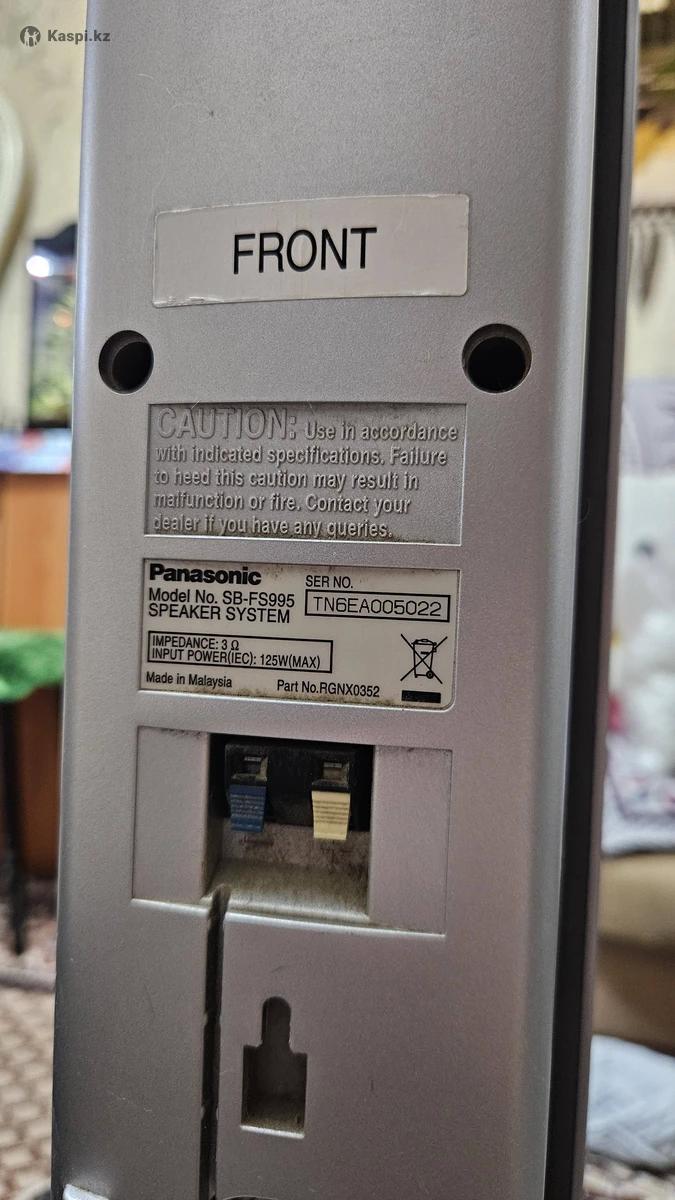 Kaspi.kz
FRONT
CAUTION: Use in accordance
with indicated specifications. Failure
to heed this caution may result in
malfunction or fire. Contact your
dealer if you have any queries.
Panasonic
Model No. SB-FS995
SPEAKER SYSTEM
SER NO.
TN6EA005022
IMPEDANCE: 3 Ω
INPUT POWER(IEC): 125W(MAX)
Made in Malaysia
Part No.RGNX0352